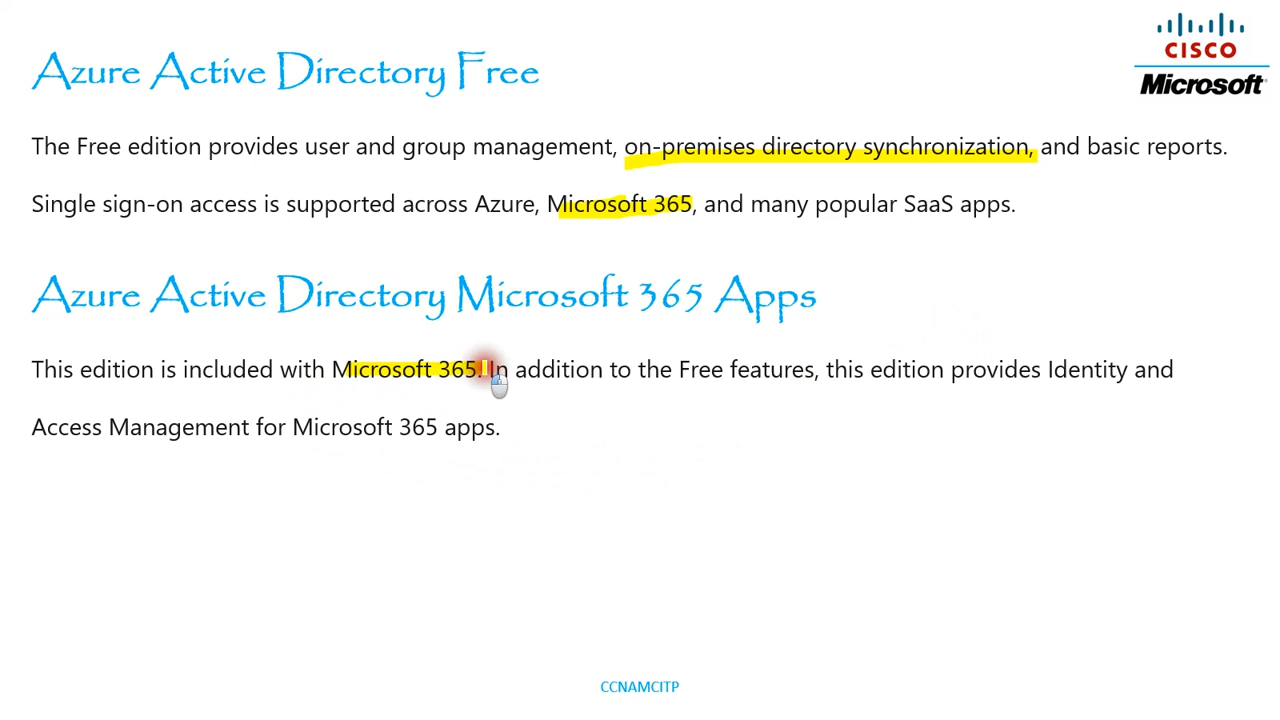 CISCO
Microsoft
Azure Active Directory Free
The Free edition provides user and group management, on-premises directory synchronization, and basic reports.
Single sign-on access is supported across Azure, Microsoft 365, and many popular SaaS apps.
Azure Active Directory Microsoft 365 Apps
This edition is included with Microsoft 365. In addition to the Free features, this edition provides Identity and
Access Management for Microsoft 365 apps.
CCNAMCITP